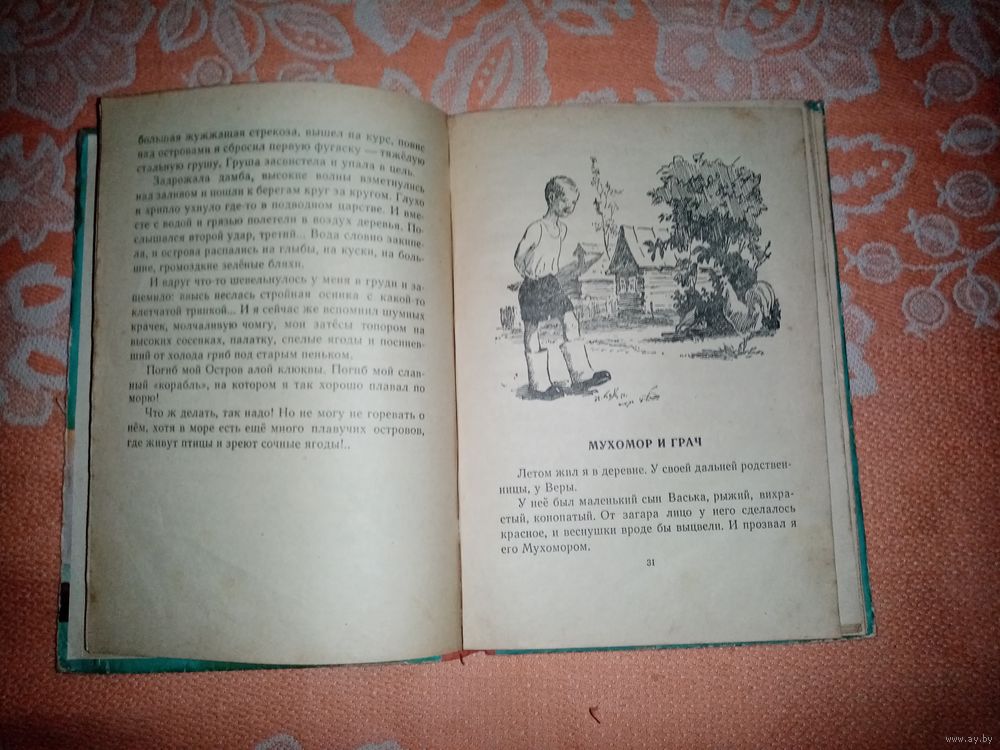 большая жужжащая стрекоза, вышел на курс, повис
над островами и сбросил первую фугаску — тяжёлую
стальную грушу. Груша засвистела и упала в цель.
Задрожала дамба, высокие волны взметнулись
над заливом и пошли к берегам круг за кругом. Глухо
и хрипло ухнуло где-то в подводном царстве. И вме-
сте с водой и грязью полетели в воздух деревья. По-
слышался второй удар, третий... Вода словно закипе-
ла, и острова распались на глыбы, на куски, на боль-
шие, громоздкие зелёные бляхи.
И вдруг что-то шевельнулось у меня в груди и за-
щемило: ввысь неслась стройная осинка с какой-то
клетчатой тряпкой... И я сейчас же вспомнил шумных
крачек, молчаливую чомгу, мои затёсы топором на
высоких сосенках, палатку, спелые ягоды и посинев-
ший от холода гриб под старым пеньком.
Погиб мой Остров алой клюквы. Погиб мой слав-
ный «корабль», на котором я так хорошо плавал по
морю!
Что ж делать, так надо! Но не могу не горевать о
нём, хотя в море есть ещё много плавучих островов,
где живут птицы и зреют сочные ягоды!..
МУХОМОР И ГРАЧ
Летом жил я в деревне. У своей дальней родствен-
ницы, у Веры.
У неё был маленький сын Васька, рыжий, вихра-
стый, конопатый. От загара лицо у него сделалось
красное, и веснушки вроде бы выцвели. И прозвал я
его Мухомором.
31
www.ay.by